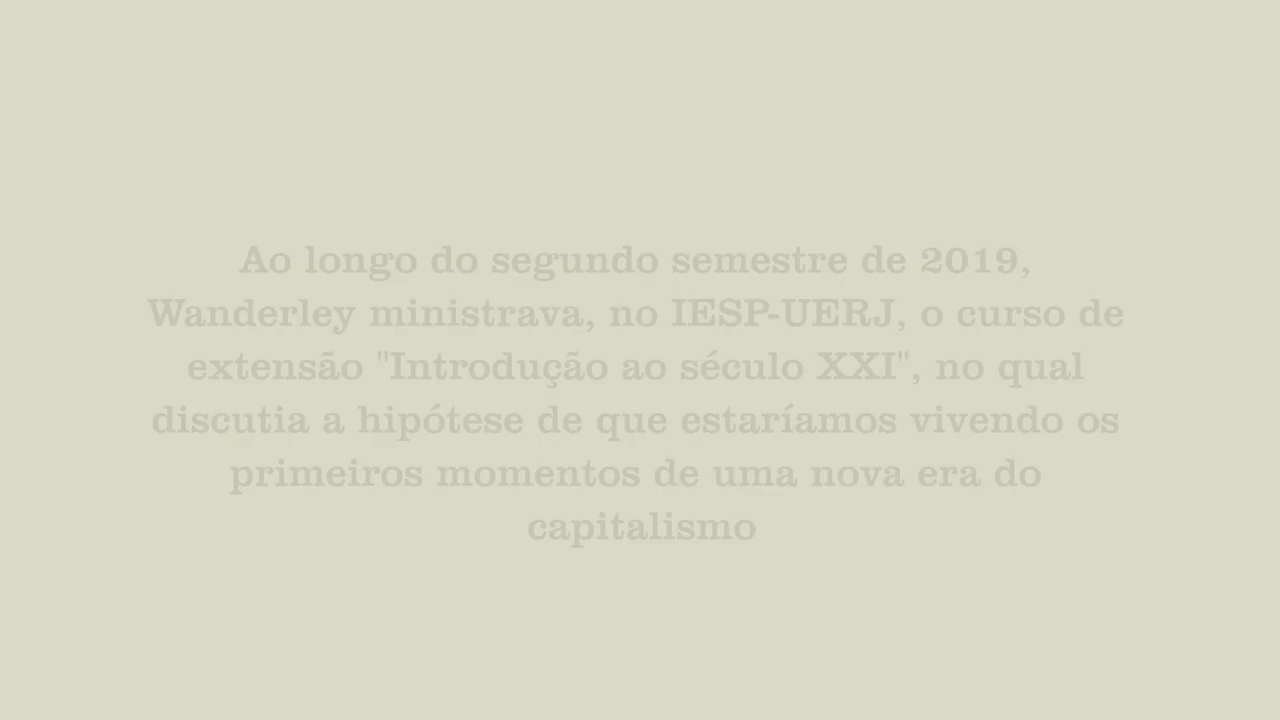 Ao longo do segundo semestre de 2019,
Wanderley ministrava, no IESP-UERJ, o curso de
extensão "Introdução ao século XXI", no qual
discutia a hipótese de que estaríamos vivendo os
primeiros momentos de uma nova era do
capitalismo